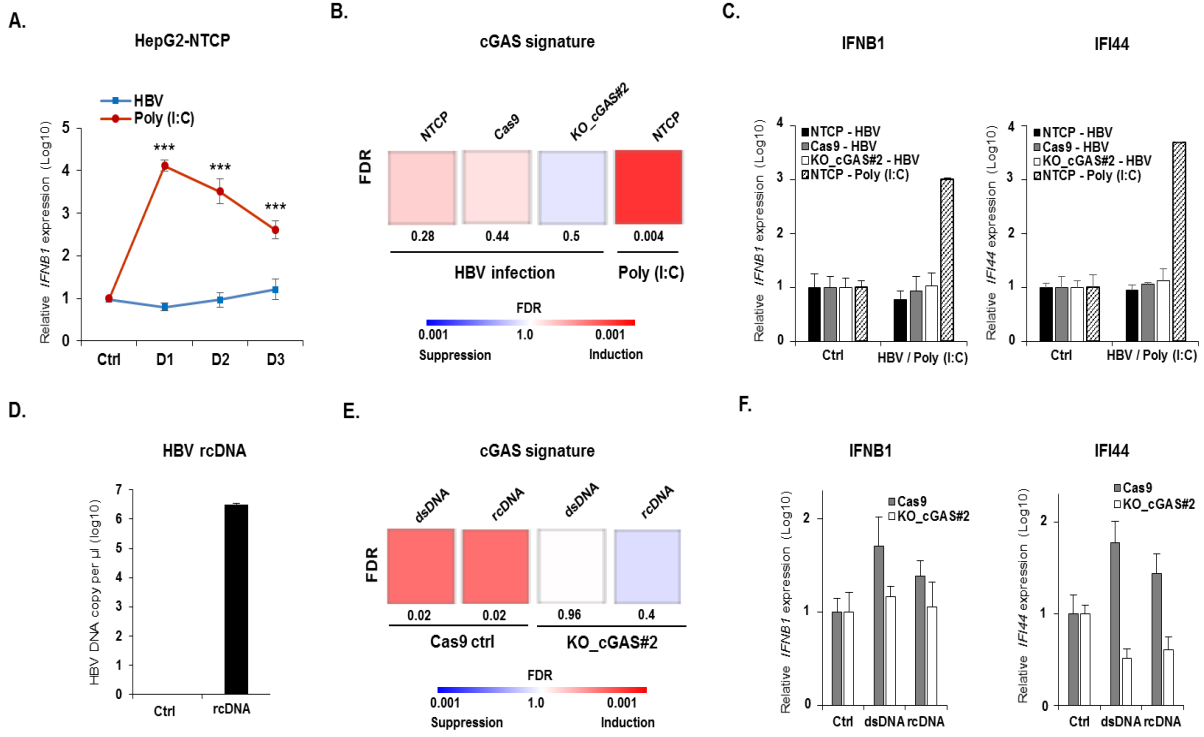 A.
HepG2-NTCP
HBV
Poly (I:C)
Relative IFNB1 expression (Log10)
5
4
3
2
1
0
***
***
***
Ctrl D1 D2 D3
B.
cGAS signature
NTCP Cas9 KO_cGAS#2 NTCP
FDR
0.28 0.44 0.5 0.004
HBV infection Poly (I:C)
FDR
0.001 1.0 0.001
Suppression Induction
C.
IFNB1
NTCP - HBV
Cas9 - HBV
KO_cGAS#2 - HBV
NTCP - Poly (I:C)
Relative IFNB1 expression (Log10)
4
3
2
1
0
Ctrl HBV / Poly (I:C)
IFI44
NTCP - HBV
Cas9 - HBV
KO_cGAS#2 - HBV
NTCP - Poly (I:C)
Relative IFI44 expression (Log10)
4
3
2
1
0
Ctrl HBV / Poly (I:C)
D.
HBV rcDNA
HBV DNA copy per µl (log10)
7
6
5
4
3
2
1
0
Ctrl rcDNA
E.
cGAS signature
dsDNA rcDNA dsDNA rcDNA
FDR
0.02 0.02 0.96 0.4
Cas9 ctrl KO_cGAS#2
FDR
0.001 1.0 0.001
Suppression Induction
F.
IFNB1
Cas9
KO_cGAS#2
Relative IFNB1 expression (Log10)
2
1
0
Ctrl dsDNA rcDNA
IFI44
Cas9
KO_cGAS#2
Relative IFI44 expression (Log10)
2
1
0
Ctrl dsDNA rcDNA